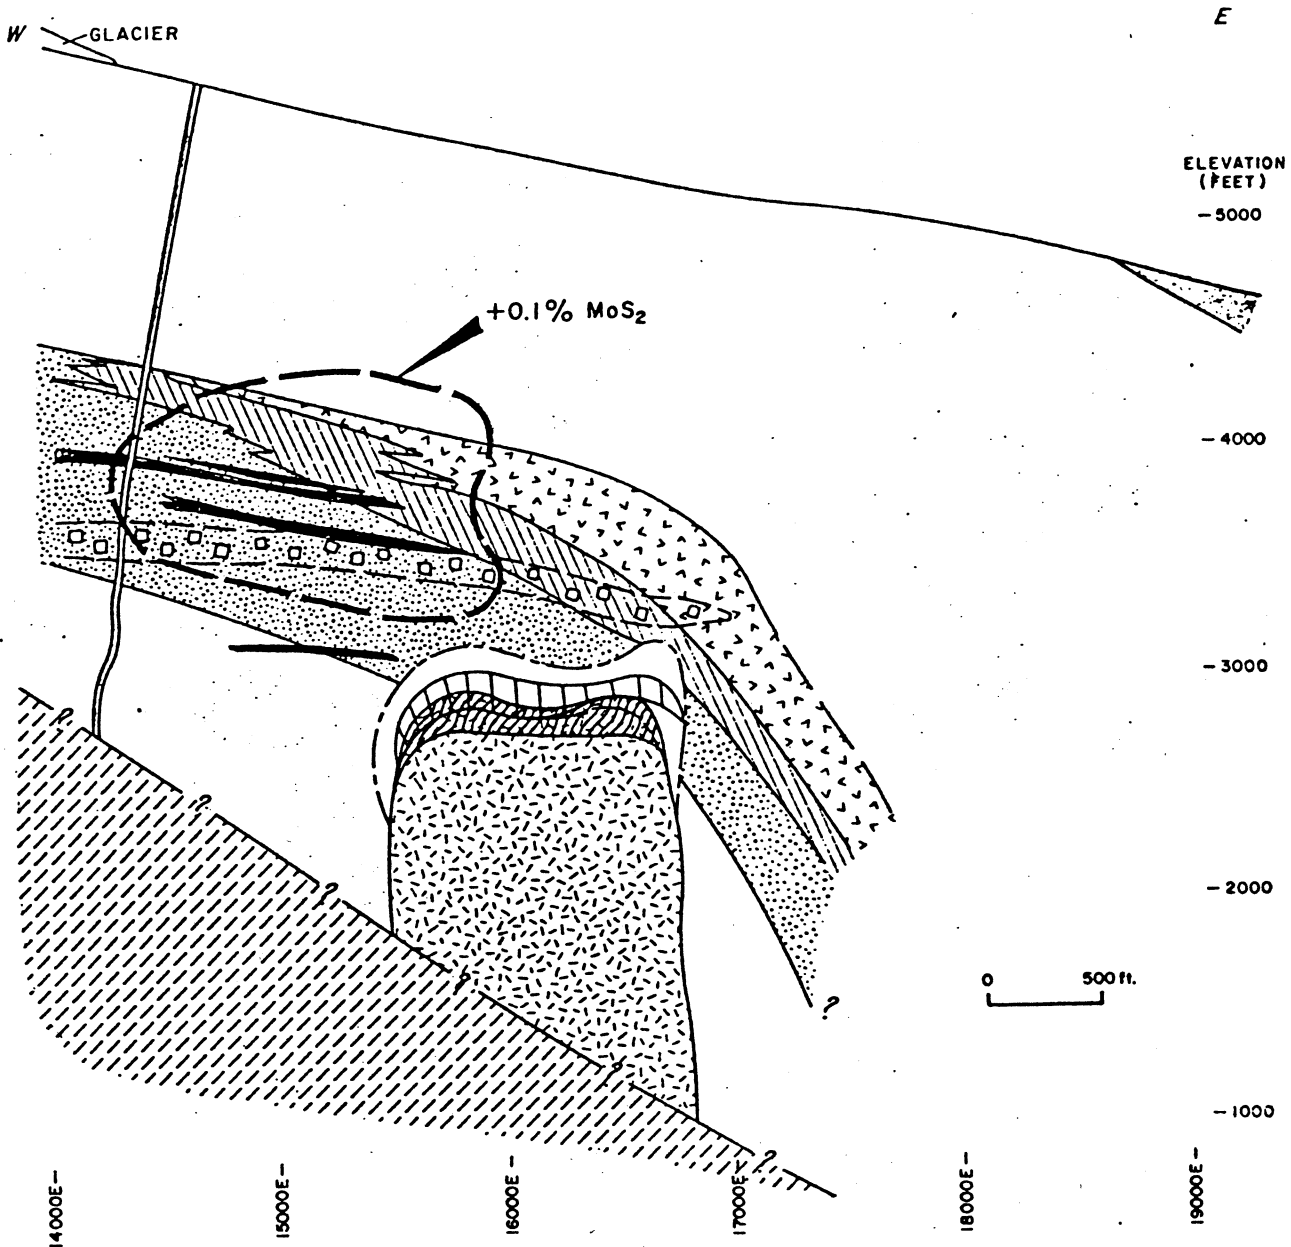 W
GLACIER
E
ELEVATION
(FEET)
-5000
+0.1% MoS2
-4000
-3000
?
?
?
-2000
?
0 500 ft.
?
?
-1000
?
14000E-
15000E-
16000E-
17000E-
18000E-
19000E-